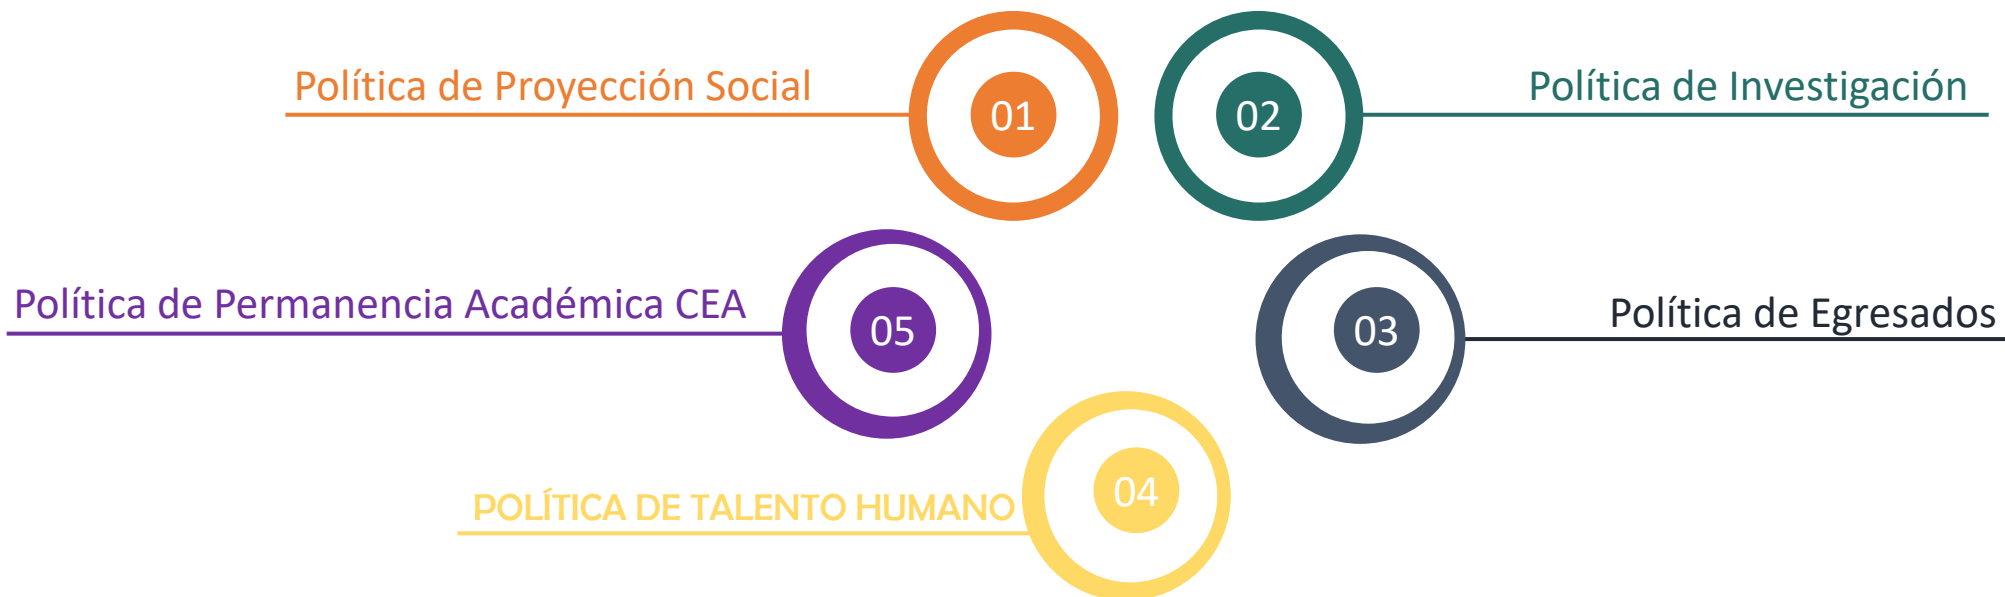 Política de Proyección Social
01
02
Política de Investigación
Política de Permanencia Académica CEA
05
03
Política de Egresados
POLÍTICA DE TALENTO HUMANO
04